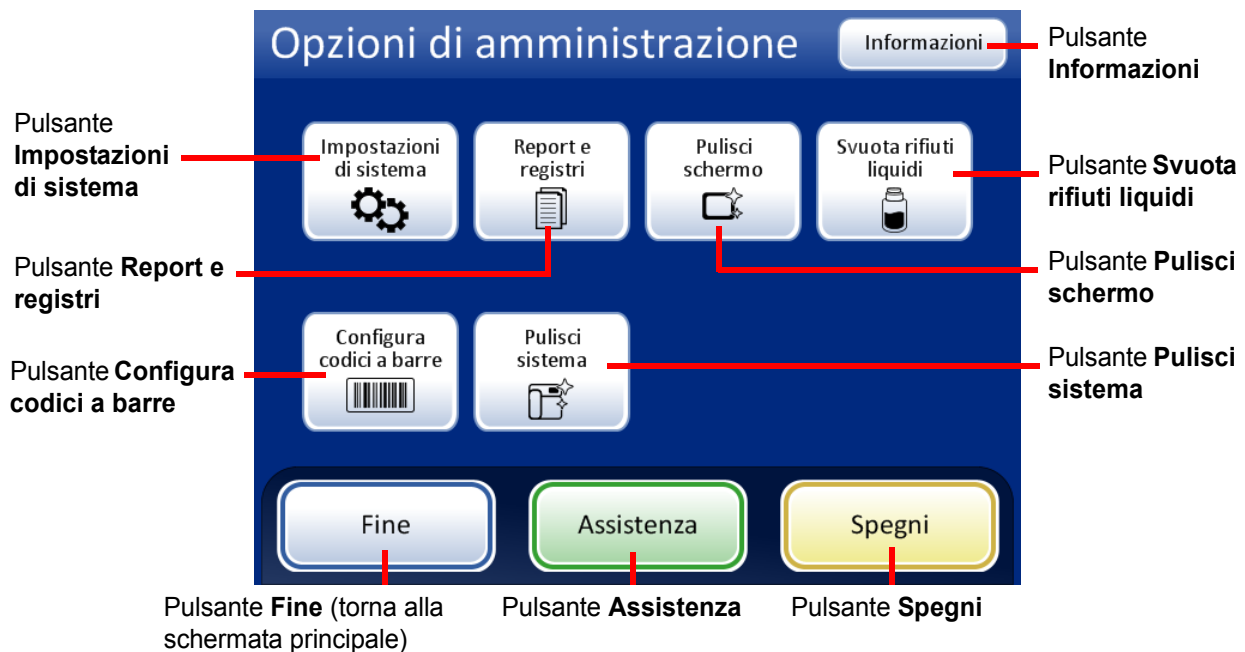 Opzioni di amministrazione
Informazioni
Pulsante
Informazioni
Pulsante
Impostazioni
di sistema
Impostazioni
di sistema
Report e
registri
Pulisci
schermo
Svuota rifiuti
liquidi
Pulsante Svuota
rifiuti liquidi
Pulsante Report e
registri
Pulsante Pulisci
schermo
Configura
codici a barre
Pulisci
sistema
Pulsante Configura
codici a barre
Pulsante Pulisci
sistema
Fine
Assistenza
Spegni
Pulsante Fine (torna alla
schermata principale)
Pulsante Assistenza
Pulsante Spegni